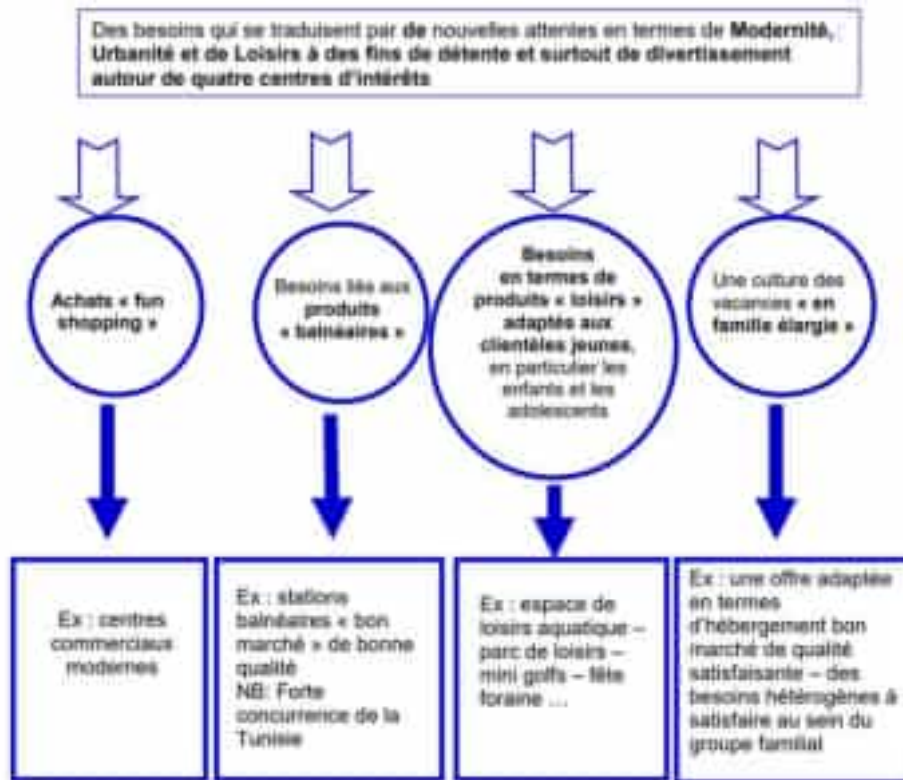 Des besoins qui se traduisent par de nouvelles attentes en termes de Modernité,
Urbanité et de Loisirs à des fins de détente et surtout de divertissement
autour de quatre centres d'intérêts
Achats « fun
shopping »
Besoins liés aux
produits
« balnéaires »
Besoins
en termes de
produits « loisirs »
adaptés aux
clientèles jeunes,
en particulier les
enfants et les
adolescents
Une culture des
vacances « en
famille élargie »
Ex : centres
commerciaux
modernes
Ex : stations
balnéaires « bon
marché » de bonne
qualité
NB: Forte
concurrence de la
Tunisie
Ex : espace de
loisirs aquatique –
parc de loisirs –
mini golfs – fête
foraine ...
Ex : une offre adaptée
en termes
d'hébergement bon
marché de qualité
satisfaisante – des
besoins hétérogènes à
satisfaire au sein du
groupe familial